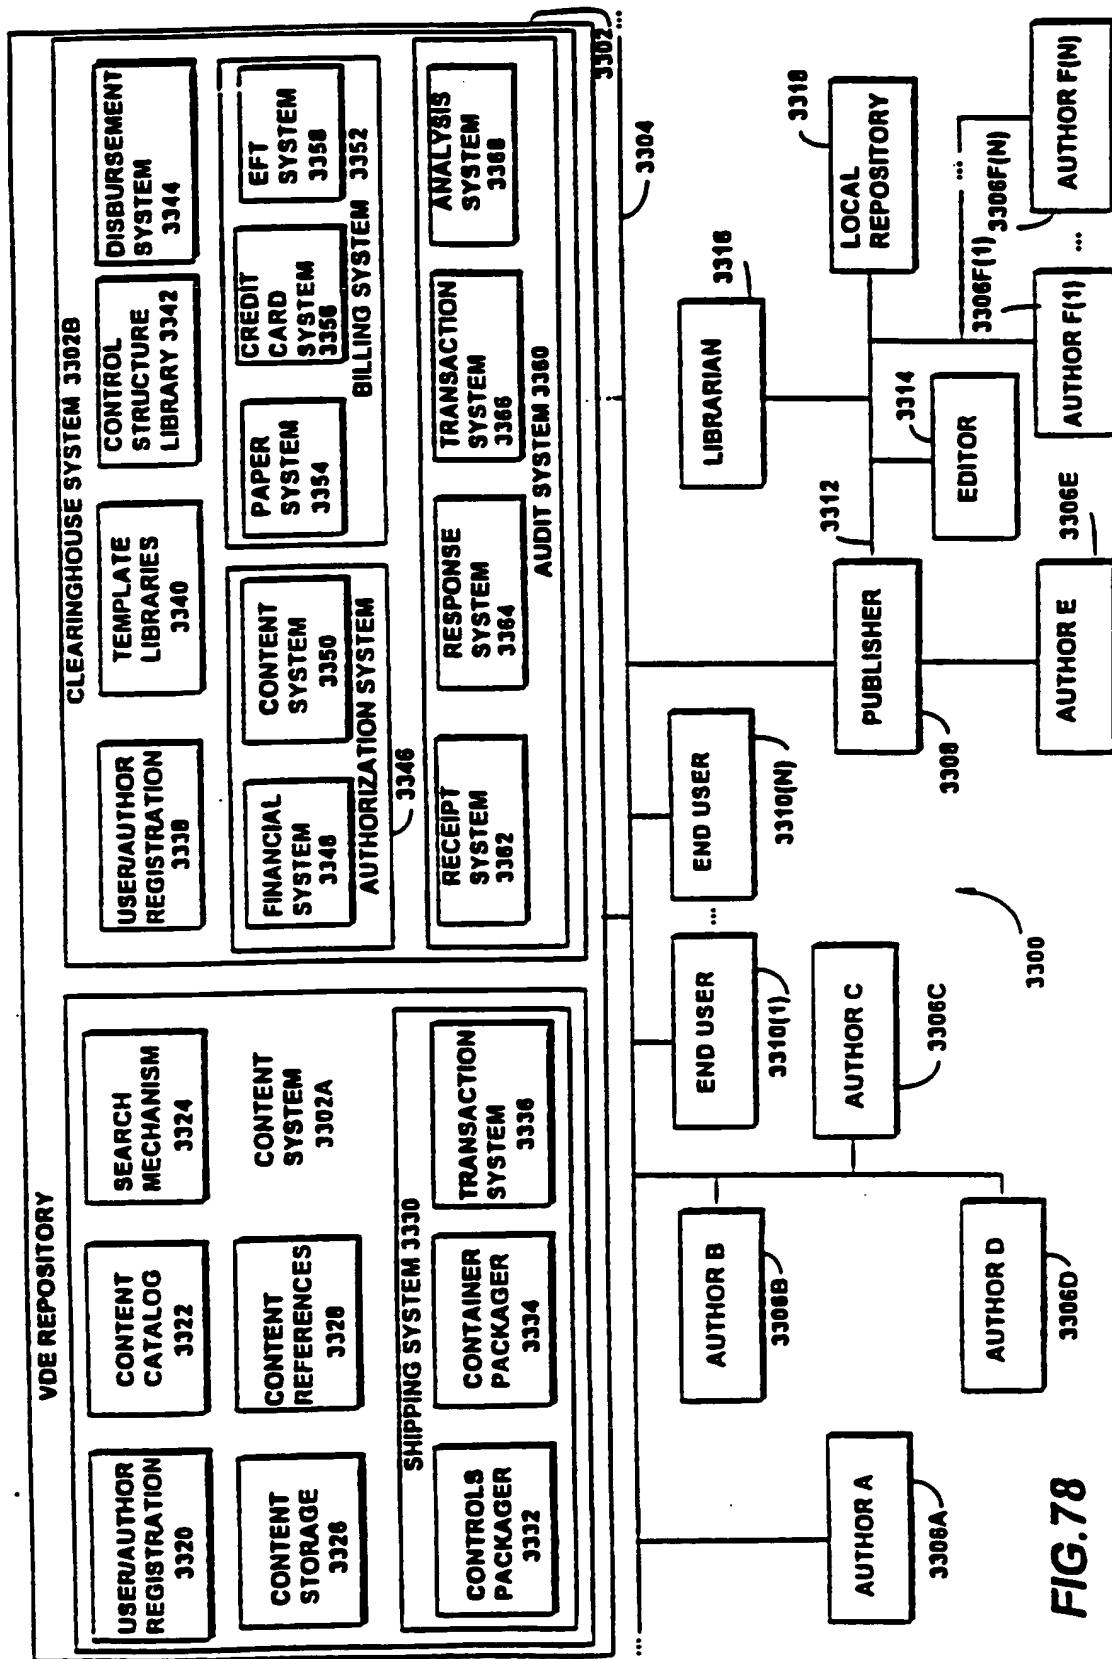 VDE REPOSITORY
3302
...
USER/AUTHOR
REGISTRATION
3320
CONTENT
CATALOG
3322
SEARCH
MECHANISM
3324
CONTENT
STORAGE
3326
CONTENT
REFERENCES
3328
CONTENT
SYSTEM
3302A
SHIPPING SYSTEM 3330
CONTROLS
PACKAGER
3332
CONTAINER
PACKAGER
3334
TRANSACTION
SYSTEM
3336
CLEARINGHOUSE SYSTEM 3302B
USER/AUTHOR
REGISTRATION
3338
TEMPLATE
LIBRARIES
3340
CONTROL
STRUCTURE
LIBRARY 3342
DISBURSEMENT
SYSTEM
3344
FINANCIAL
SYSTEM
3348
CONTENT
SYSTEM
3350
AUTHORIZATION SYSTEM
3346
PAPER
SYSTEM
3354
CREDIT
CARD
SYSTEM
3356
EFT
SYSTEM
3358
BILLING SYSTEM 3352
RECEIPT
SYSTEM
3362
RESPONSE
SYSTEM
3364
TRANSACTION
SYSTEM
3366
ANALYSIS
SYSTEM
3368
AUDIT SYSTEM 3360
...
3304
AUTHOR A
3306A
AUTHOR B
3306B
AUTHOR C
3306C
AUTHOR D
3306D
END USER
3310(1)
...
END USER
3310(N)
3300
PUBLISHER
3308
3312
AUTHOR E
3306E
EDITOR
3314
LIBRARIAN
3316
LOCAL
REPOSITORY
3318
AUTHOR F(1)
3306F(1)
...
...
AUTHOR F(N)
3306F(N)
FIG.78